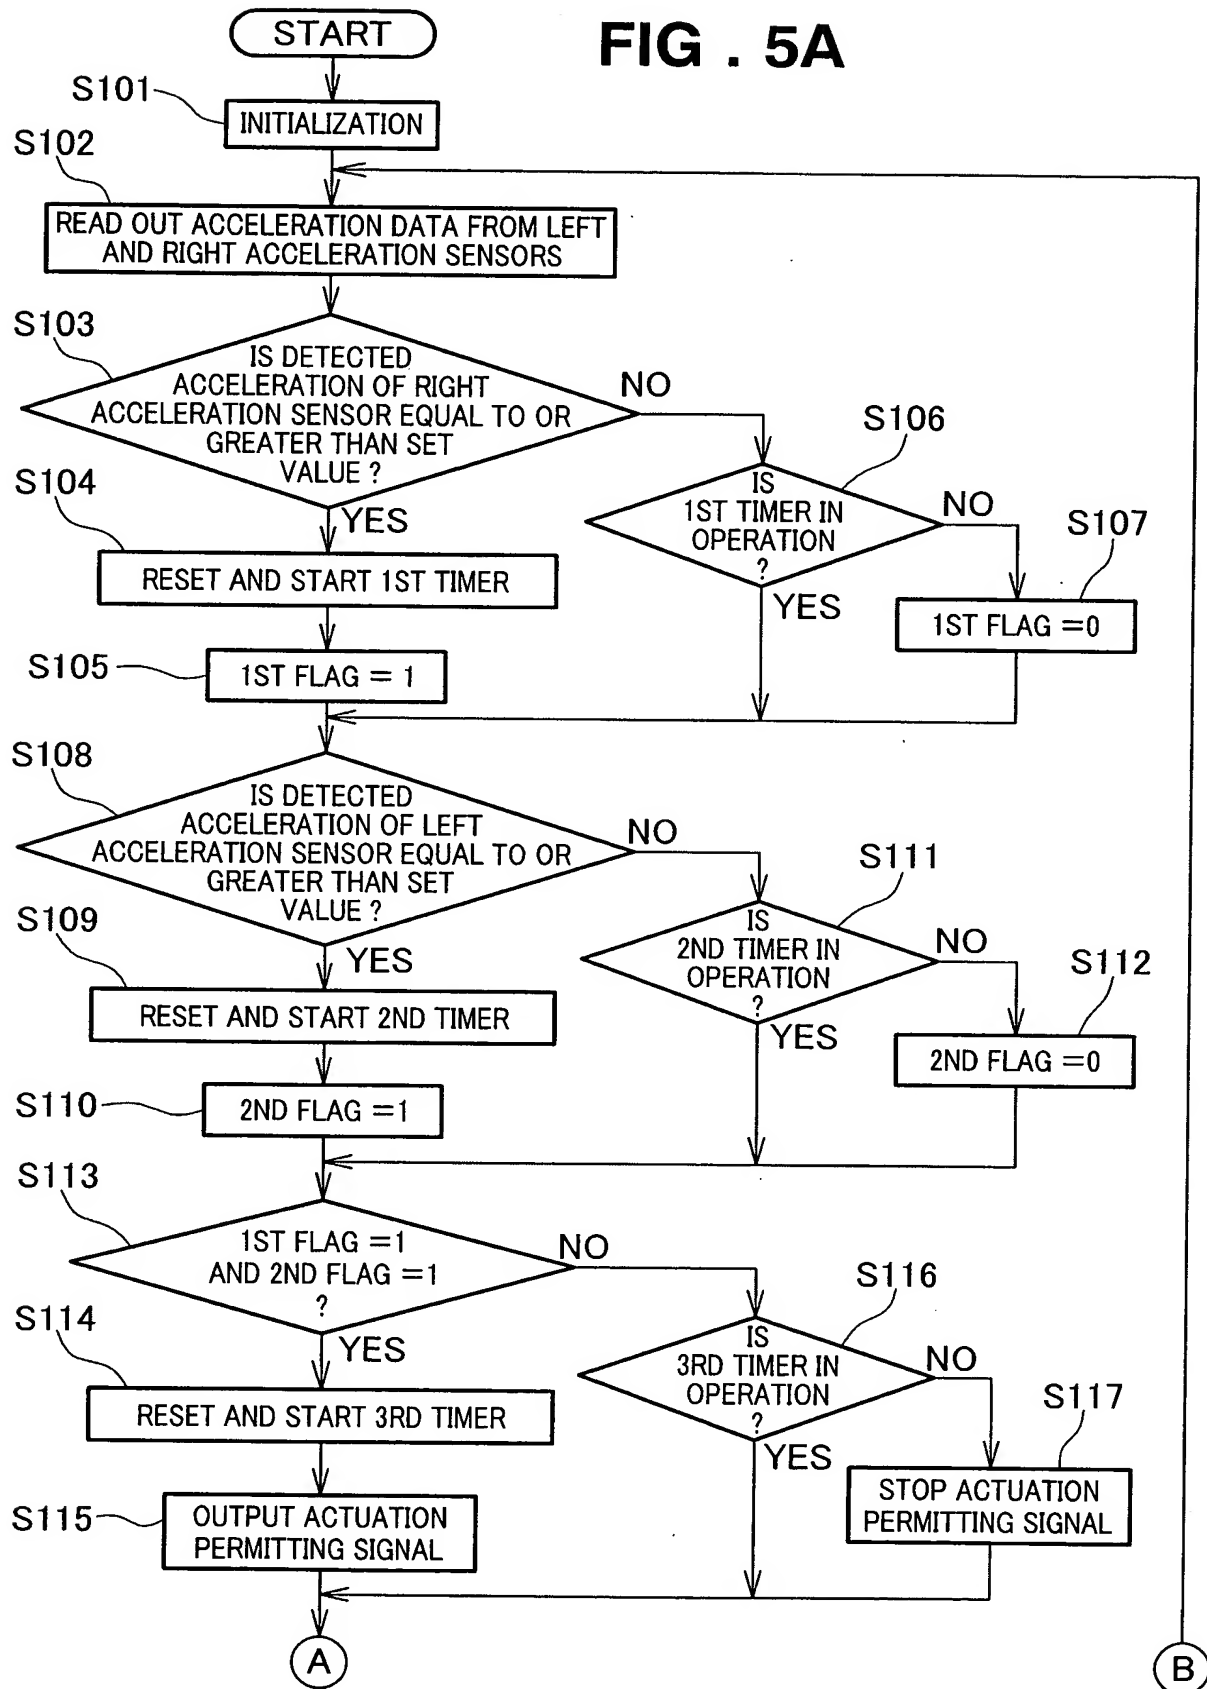 START
FIG . 5A
S101
INITIALIZATION
S102
READ OUT ACCELERATION DATA FROM LEFT
AND RIGHT ACCELERATION SENSORS
S103
IS DETECTED
ACCELERATION OF RIGHT
ACCELERATION SENSOR EQUAL TO OR
GREATER THAN SET
VALUE ?
NO
S106
IS
1ST TIMER IN
OPERATION
?
NO
S107
1ST FLAG =0
YES
S104
YES
RESET AND START 1ST TIMER
S105
1ST FLAG = 1
S108
IS DETECTED
ACCELERATION OF LEFT
ACCELERATION SENSOR EQUAL TO OR
GREATER THAN SET
VALUE ?
NO
S111
IS
2ND TIMER IN
OPERATION
?
NO
S112
2ND FLAG =0
YES
S109
YES
RESET AND START 2ND TIMER
S110
2ND FLAG =1
S113
1ST FLAG =1
AND 2ND FLAG =1
?
NO
S116
IS
3RD TIMER IN
OPERATION
?
NO
S117
STOP ACTUATION
PERMITTING SIGNAL
YES
S114
YES
RESET AND START 3RD TIMER
S115
OUTPUT ACTUATION
PERMITTING SIGNAL
A
B